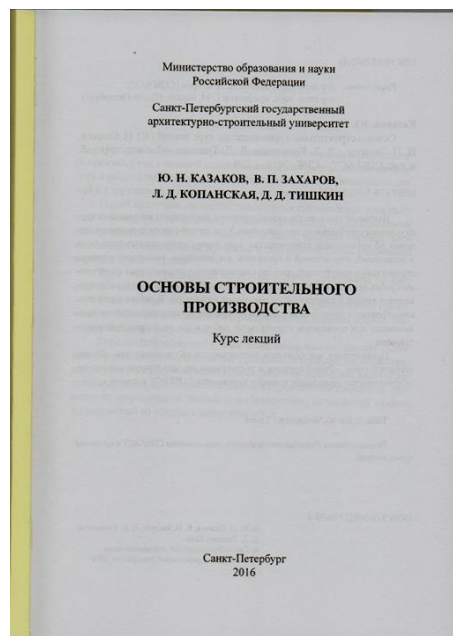 Министерство образования и науки
Российской Федерации
Санкт-Петербургский государственный
архитектурно-строительный университет
Ю. Н. КАЗАКОВ, В. П. ЗАХАРОВ,
Л. Д. КОПАНСКАЯ, Д. Д. ТИШКИН
ОСНОВЫ СТРОИТЕЛЬНОГО
ПРОИЗВОДСТВА
Курс лекций
Санкт-Петербург
2016